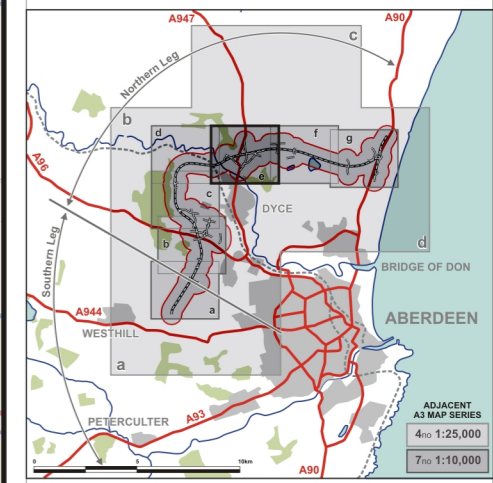 A947
A90
c
Northern Leg
b
d
f
g
A96
e
c
DYCE
Southern Leg
b
d
BRIDGE OF DON
a
A944
ABERDEEN
WESTHILL
a
ADJACENT
A3 MAP SERIES
4no 1:25,000
PETERCULTER
A93
7no 1:10,000
0
5
10km
A90